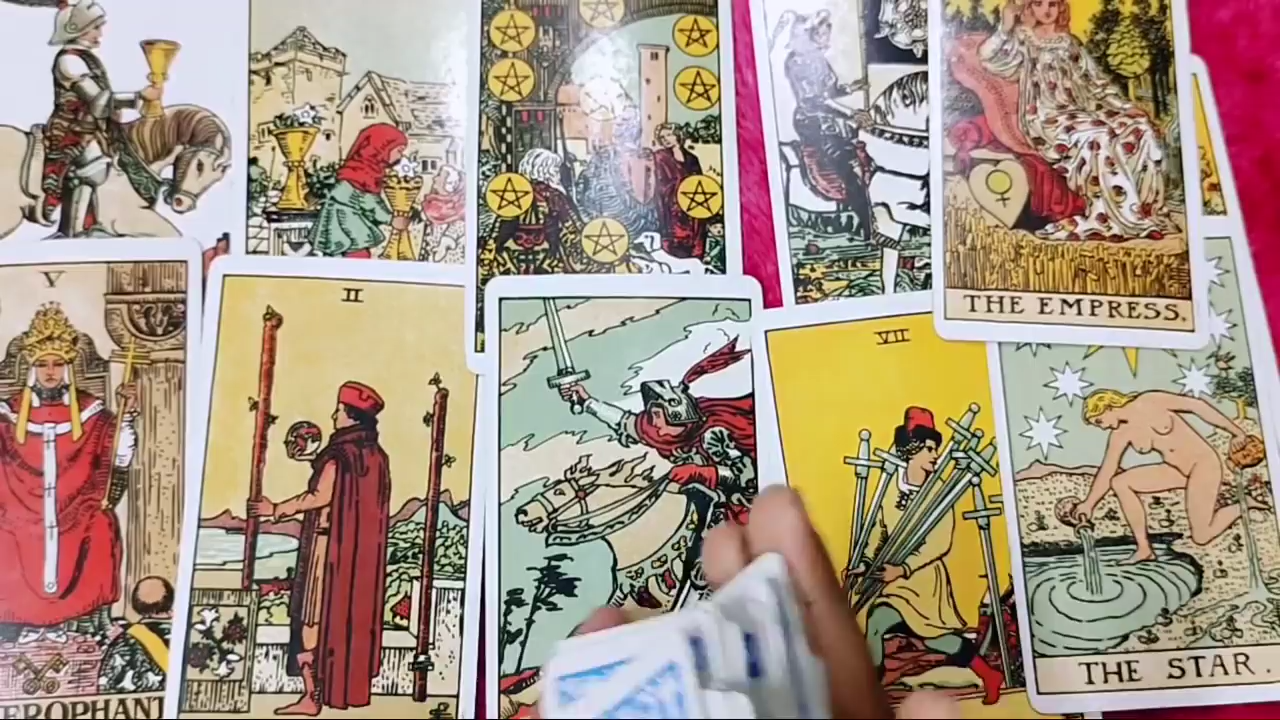 THE EMPRESS.
V
II
VII
THE STAR.
EROPHANT